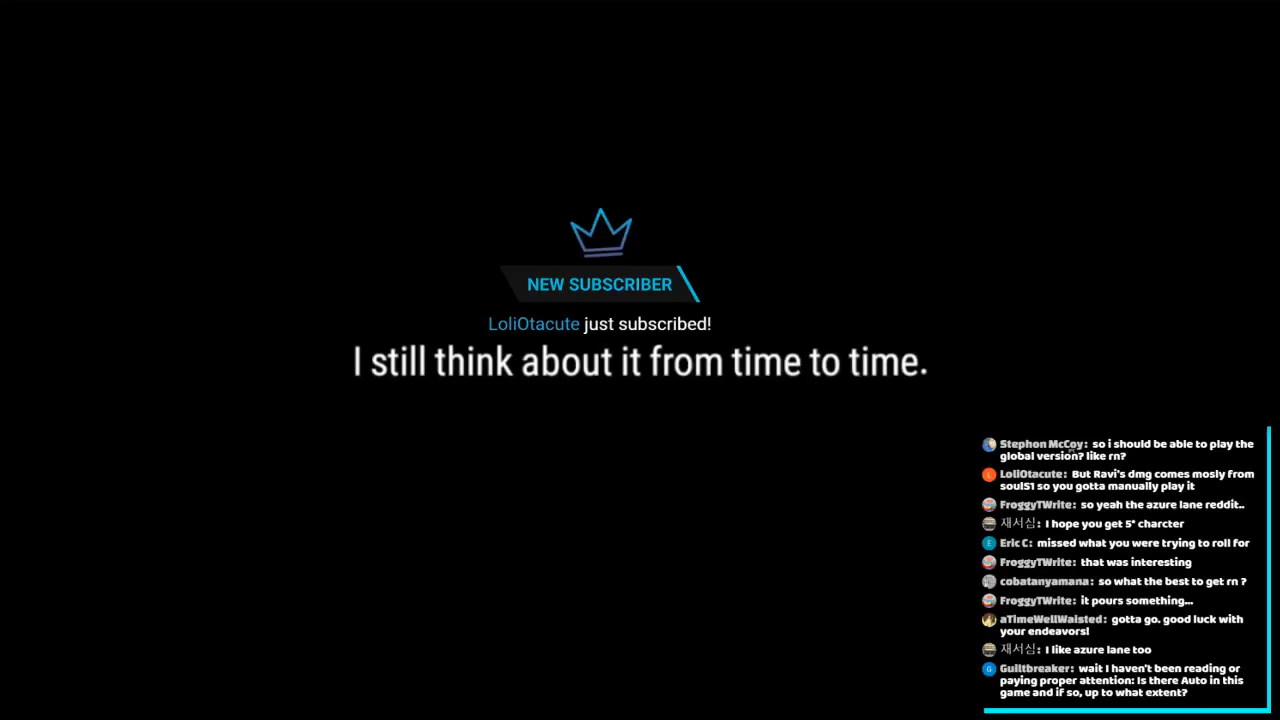 NEW SUBSCRIBER
LoliOtacute just subscribed!
I still think about it from time to time.
Stephon McCoy: so i should be able to play the
global version? like rn?
LoliOtacute: But Ravi's dmg comes mosly from
soulS1 so you gotta manually play it
FroggyTWrite: so yeah the azure lane reddit..
재서심: I hope you get 5* charcter
Eric C: missed what you were trying to roll for
FroggyTWrite: that was interesting
cobatanyamana: so what the best to get rn ?
FroggyTWrite: it pours something...
aTimeWellWaisted: gotta go. good luck with
your endeavors!
재서심: I like azure lane too
Guiltbreaker: wait I haven't been reading or
paying proper attention: Is there Auto in this
game and if so, up to what extent?